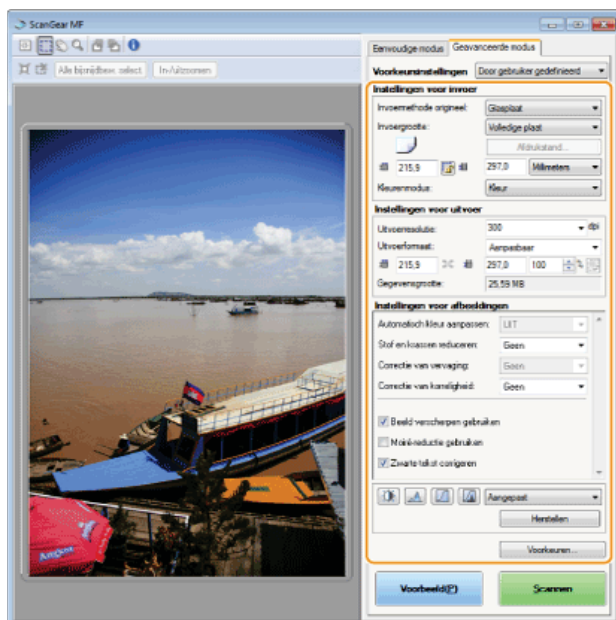 ScanGear MF
Alle bijsnijdbew. select In-/uitzoomen
Eenvoudige modus Geavanceerde modus
Voorkeursinstellingen Door gebruiker gedefinieerd
Instellingen voor invoer
Invoermethode origineel: Glasplaat
Invoergrootte: Volledige plaat
Afdrukstand...
215,9 297,0 Millimeters
Kleurenmodus: Kleur
Instellingen voor uitvoer
Uitvoerresolutie: 300 dpi
Uitvoerformaat: Aanpasbaar
215,9 297,0 100 %
Gegevensgrootte: 25,59 MB
Instellingen voor afbeeldingen
Automatisch kleur aanpassen: UIT
Stof en krassen reduceren: Geen
Correctie van vervaging: Geen
Correctie van korreligheid: Geen
Beeld verscherpen gebruiken
Moiré-reductie gebruiken
Zwarte tekst corrigeren
Aangepast
Herstellen
Voorkeuren...
Voorbeeld(P) Scannen